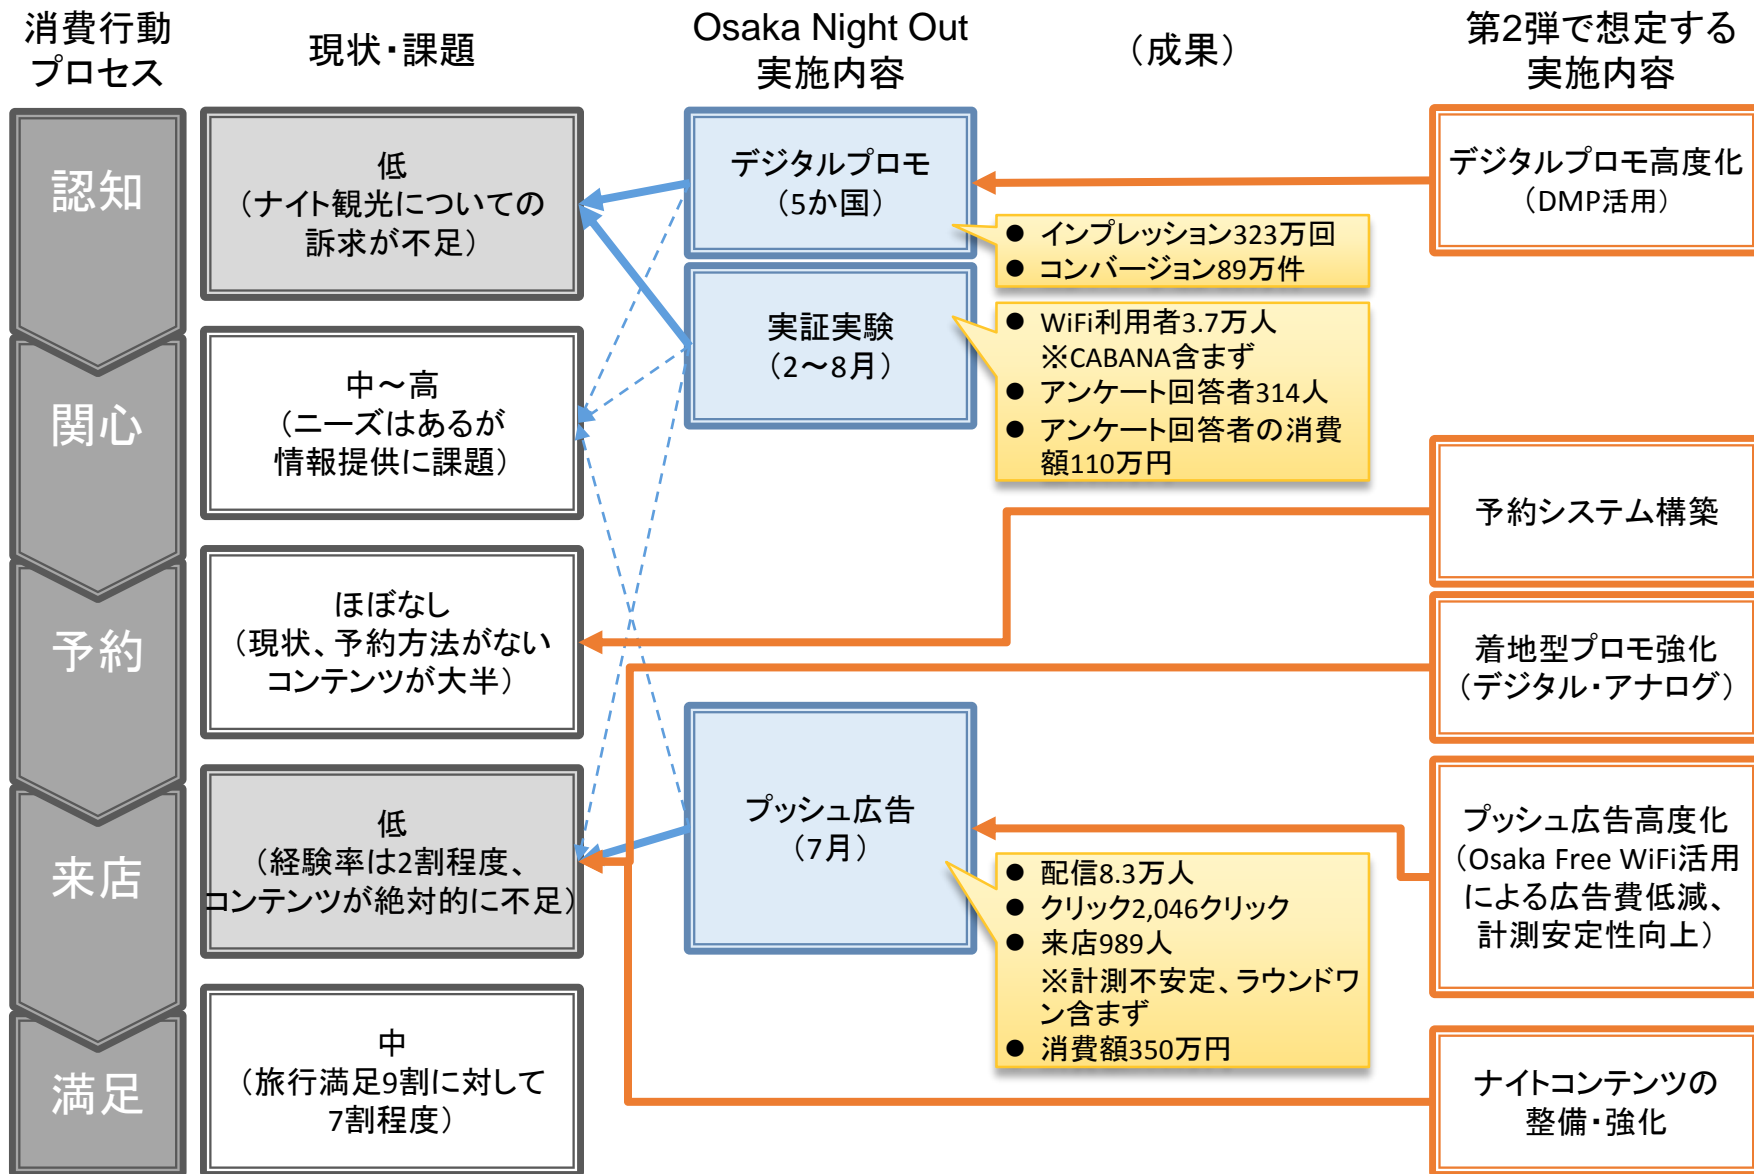 消費行動
プロセス
現状・課題
Osaka Night Out
実施内容
（成果）
第2弾で想定する
実施内容
認知
関心
予約
来店
満足
低
（ナイト観光についての
訴求が不足）
中～高
（ニーズはあるが
情報提供に課題）
ほぼなし
（現状、予約方法がない
コンテンツが大半）
低
（経験率は2割程度、
コンテンツが絶対的に不足）
中
（旅行満足9割に対して
7割程度）
デジタルプロモ
（5か国）
実証実験
（2～8月）
プッシュ広告
（7月）
● インプレッション323万回
● コンバージョン89万件
● WiFi利用者3.7万人
※CABANA含まず
● アンケート回答者314人
● アンケート回答者の消費
額110万円
● 配信8.3万人
● クリック2,046クリック
● 来店989人
※計測不安定、ラウンドワ
ン含まず
● 消費額350万円
デジタルプロモ高度化
（DMP活用）
予約システム構築
着地型プロモ強化
（デジタル・アナログ）
プッシュ広告高度化
（Osaka Free WiFi活用
による広告費低減、
計測安定性向上）
ナイトコンテンツの
整備・強化